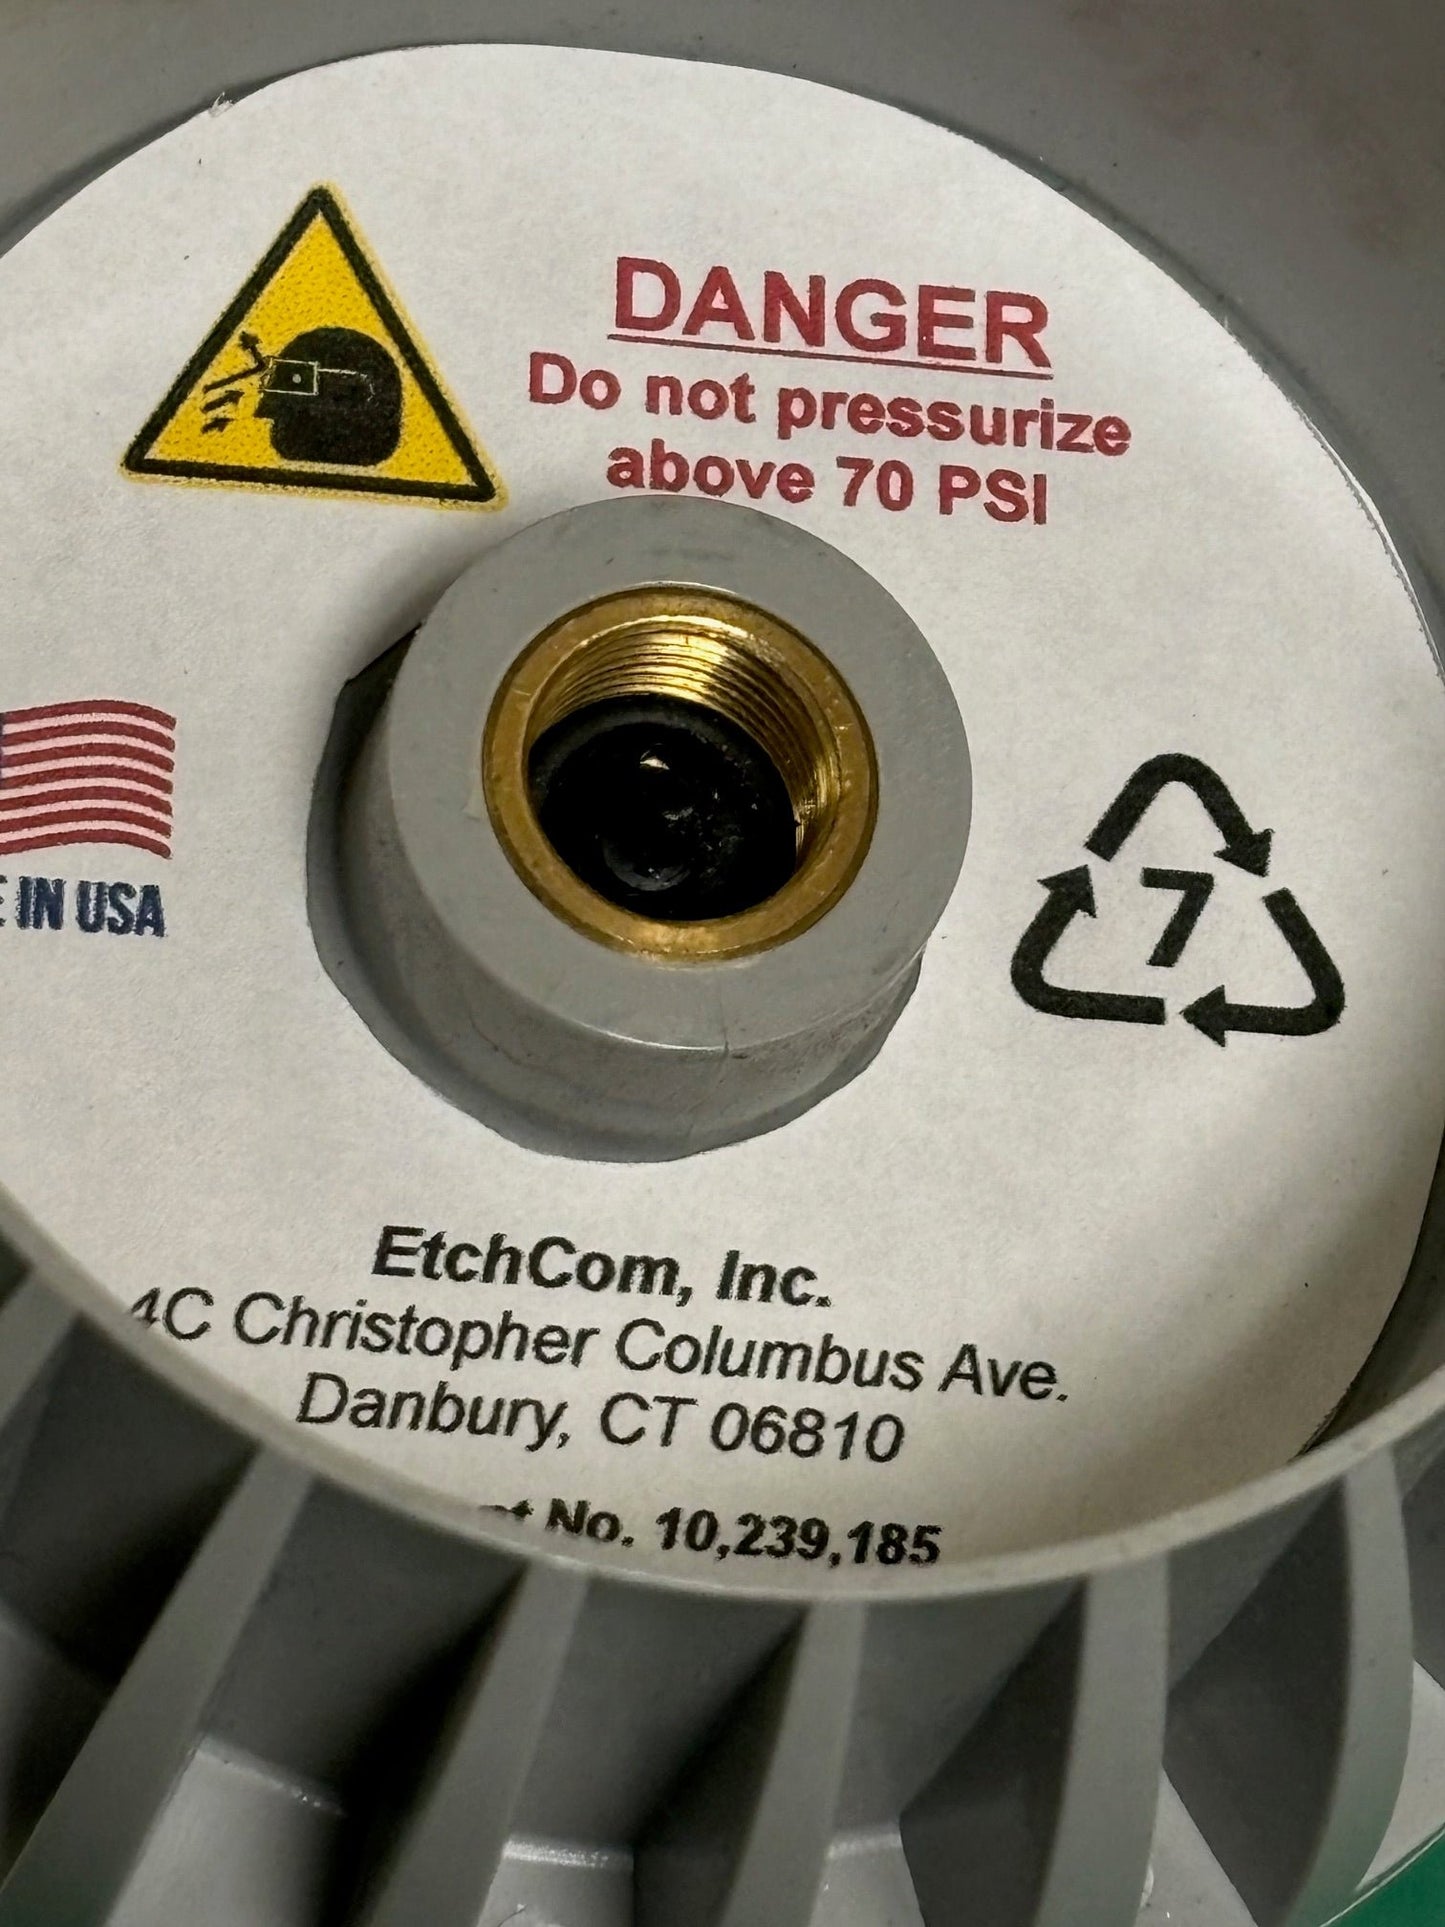 DANGER
Do not pressurize
above 70 PSI
IN USA
7
EtchCom, Inc.
4C Christopher Columbus Ave.
Danbury, CT 06810
No. 10,239,185